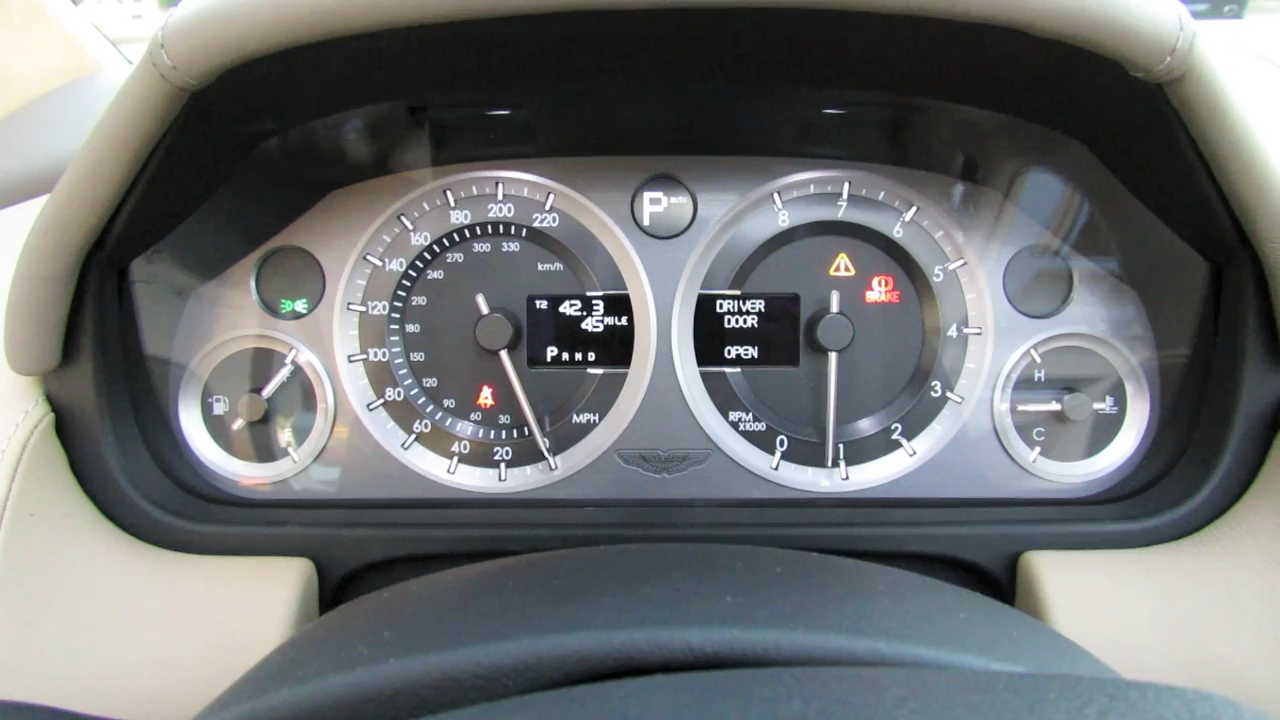 P auto
220
200
180
160
140
120
100
80
60
40
20
0
MPH
330
300
270
240
210
180
150
120
90
60
30
km/h
T2 42.3
45 MILE
P R N D
DRIVER
DOOR
OPEN
BRAKE
8
7
6
5
4
3
2
1
0
RPM
X1000
H
C